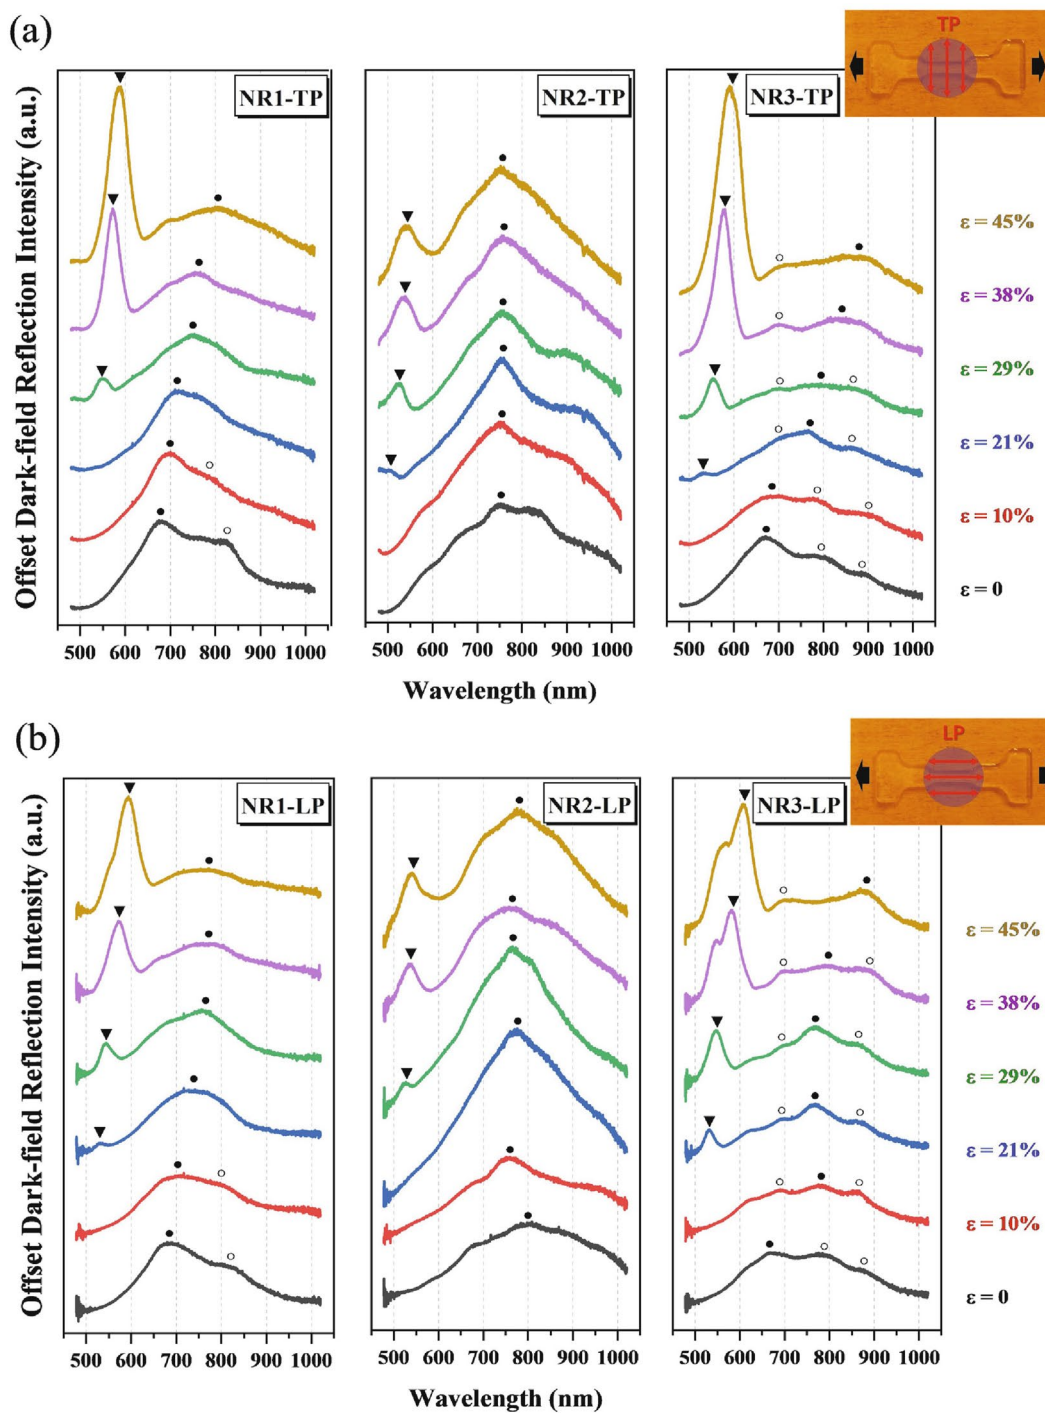 (a)
TP
NR1-TP
NR2-TP
NR3-TP
Offset Dark-field Reflection Intensity (a.u.)
ε = 45%
ε = 38%
ε = 29%
ε = 21%
ε = 10%
ε = 0
500 600 700 800 900 1000
500 600 700 800 900 1000
500 600 700 800 900 1000
Wavelength (nm)
(b)
LP
NR1-LP
NR2-LP
NR3-LP
Offset Dark-field Reflection Intensity (a.u.)
ε = 45%
ε = 38%
ε = 29%
ε = 21%
ε = 10%
ε = 0
500 600 700 800 900 1000
500 600 700 800 900 1000
500 600 700 800 900 1000
Wavelength (nm)